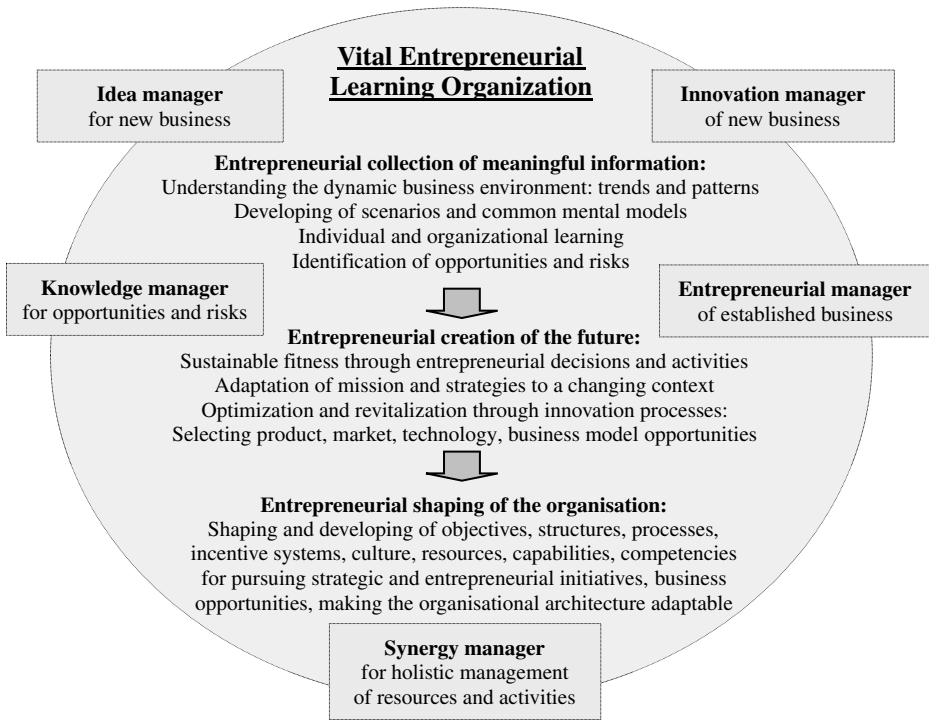 Vital Entrepreneurial
Learning Organization
Idea manager
for new business
Innovation manager
of new business
Entrepreneurial collection of meaningful information:
Understanding the dynamic business environment: trends and patterns
Developing of scenarios and common mental models
Individual and organizational learning
Identification of opportunities and risks
Knowledge manager
for opportunities and risks
Entrepreneurial manager
of established business
Entrepreneurial creation of the future:
Sustainable fitness through entrepreneurial decisions and activities
Adaptation of mission and strategies to a changing context
Optimization and revitalization through innovation processes:
Selecting product, market, technology, business model opportunities
Entrepreneurial shaping of the organisation:
Shaping and developing of objectives, structures, processes,
incentive systems, culture, resources, capabilities, competencies
for pursuing strategic and entrepreneurial initiatives, business
opportunities, making the organisational architecture adaptable
Synergy manager
for holistic management
of resources and activities